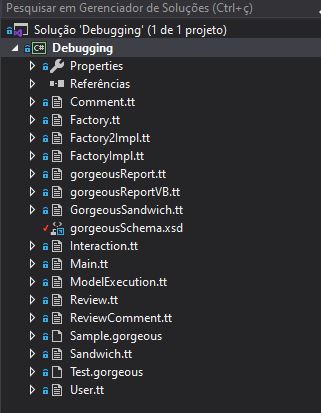 Pesquisar em Gerenciador de Soluções (Ctrl+ç)
Solução 'Debugging' (1 de 1 projeto)
C# Debugging
Properties
Referências
Comment.tt
Factory.tt
Factory2Impl.tt
FactoryImpl.tt
gorgeousReport.tt
gorgeousReportVB.tt
GorgeousSandwich.tt
gorgeousSchema.xsd
Interaction.tt
Main.tt
ModelExecution.tt
Review.tt
ReviewComment.tt
Sample.gorgeous
Sandwich.tt
Test.gorgeous
User.tt